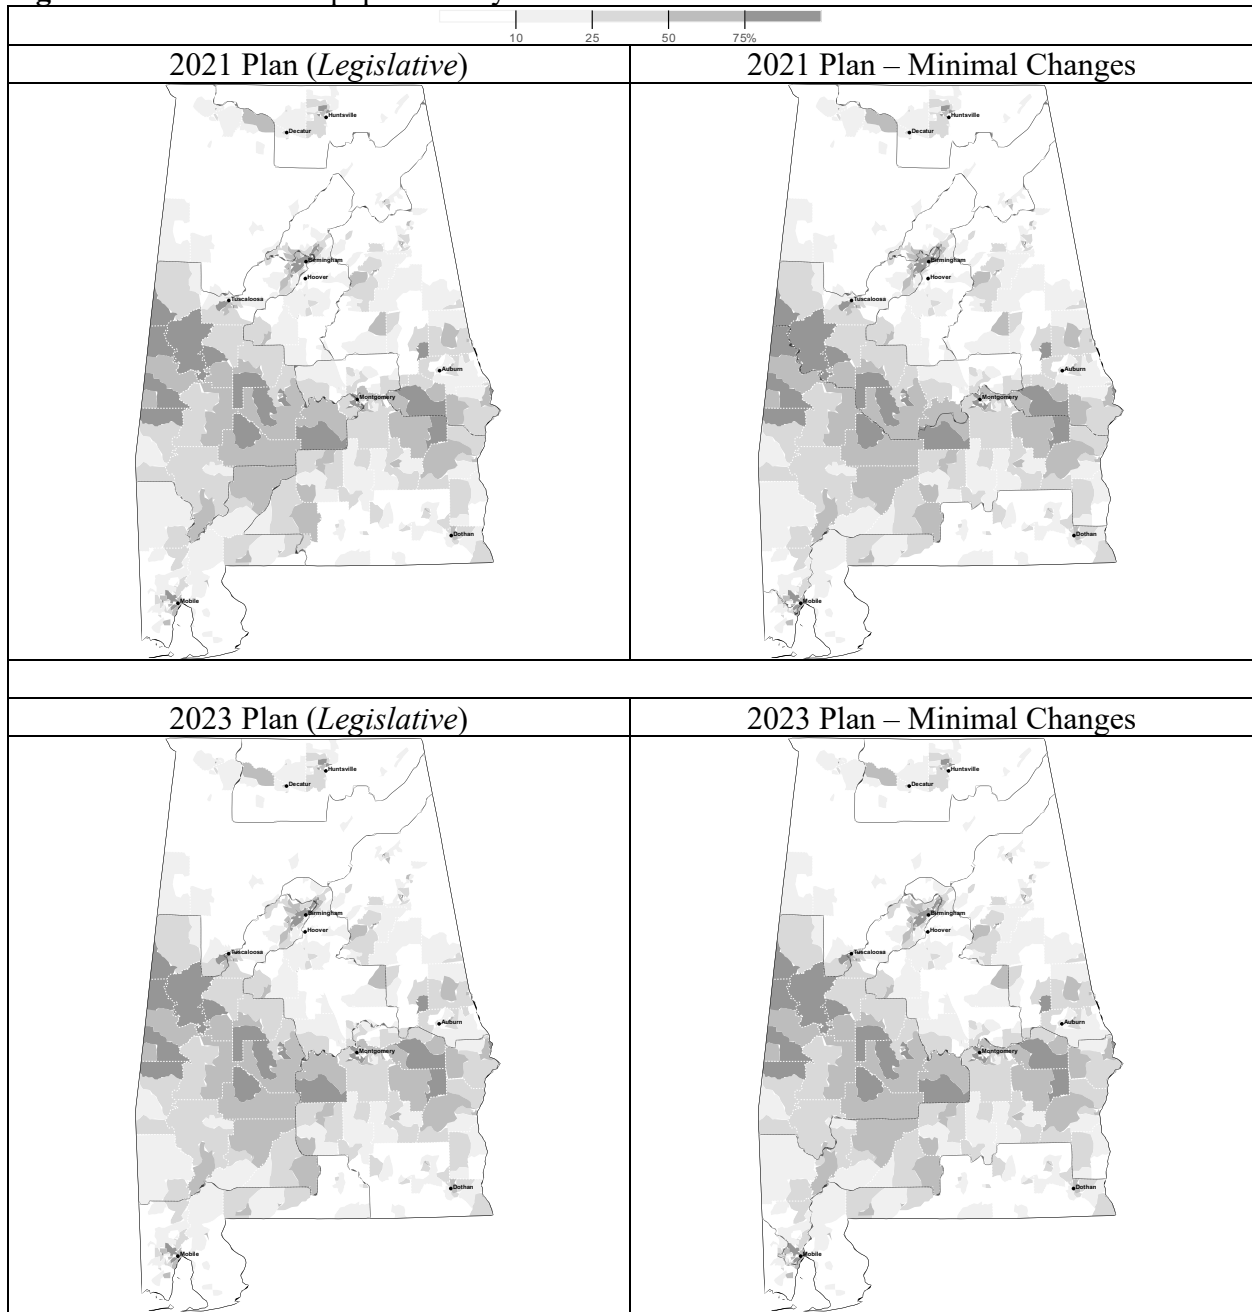 10 25 50 75%
2021 Plan (Legislative) 2021 Plan – Minimal Changes
Huntsville Huntsville
Decatur Decatur
Birmingham Birmingham
Hoover Hoover
Tuscaloosa Tuscaloosa
Auburn Auburn
Montgomery Montgomery
Dothan Dothan
Mobile Mobile
2023 Plan (Legislative) 2023 Plan – Minimal Changes
Huntsville Huntsville
Decatur Decatur
Birmingham Birmingham
Hoover Hoover
Tuscaloosa Tuscaloosa
Auburn Auburn
Montgomery Montgomery
Dothan Dothan
Mobile Mobile